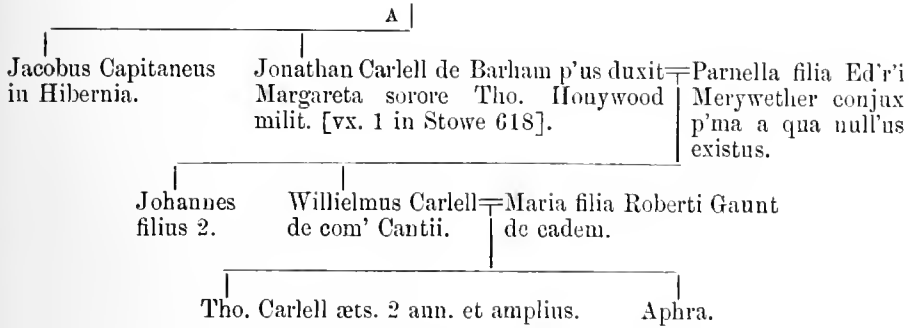 A
Jacobus Capitaneus
in Hibernia.
Jonathan Carlell de Barham p'us duxit
Margareta sorore Tho. Honywood
milit. [vx. 1 in Stowe 618].
Parnella filia Ed'r'i
Merywether conjux
p'ma a qua null'us
existus.
Johannes
filius 2.
Willielmus Carlell
de com' Cantii.
Maria filia Roberti Gaunt
de eadem.
Tho. Carlell æts. 2 ann. et amplius.
Aphra.